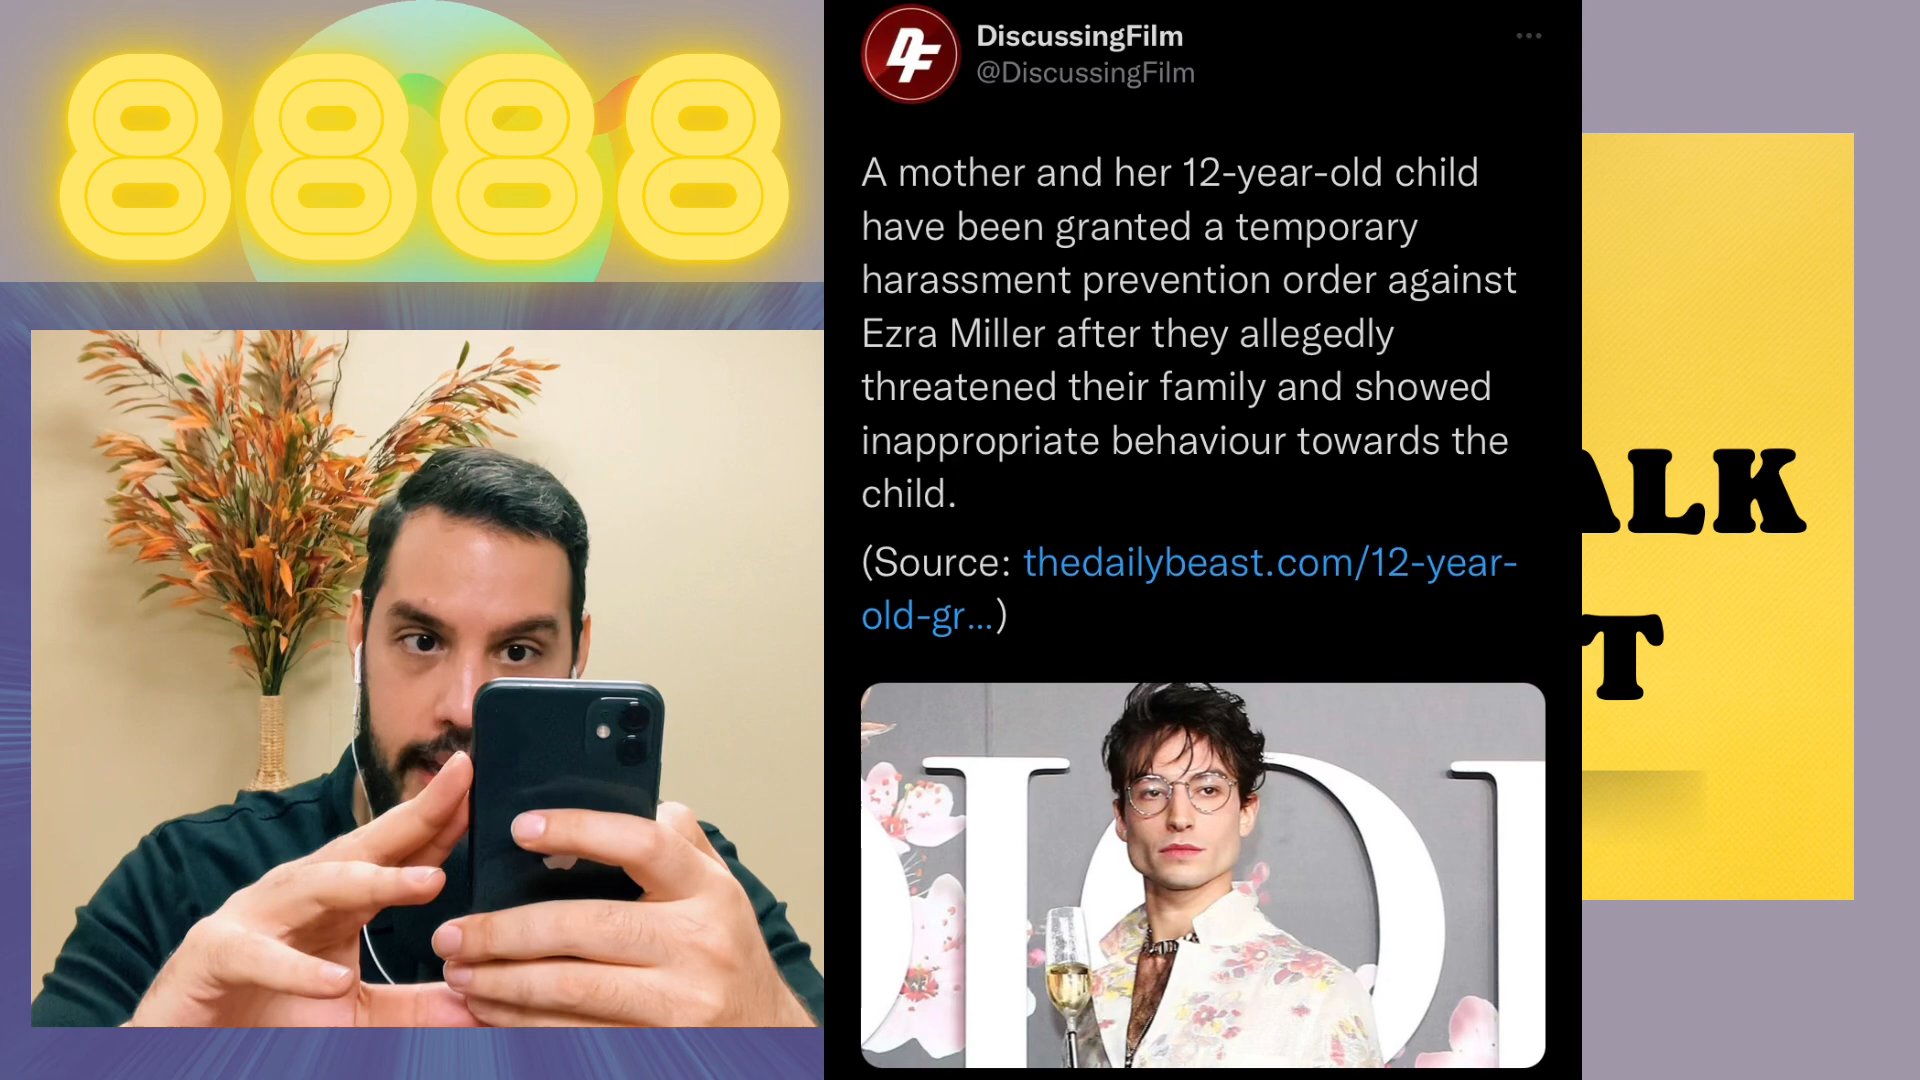 8888
DF
DiscussingFilm
@DiscussingFilm
A mother and her 12-year-old child
have been granted a temporary
harassment prevention order against
Ezra Miller after they allegedly
threatened their family and showed
inappropriate behaviour towards the
child.
(Source: thedailybeast.com/12-year-
old-gr...)
ALK
T